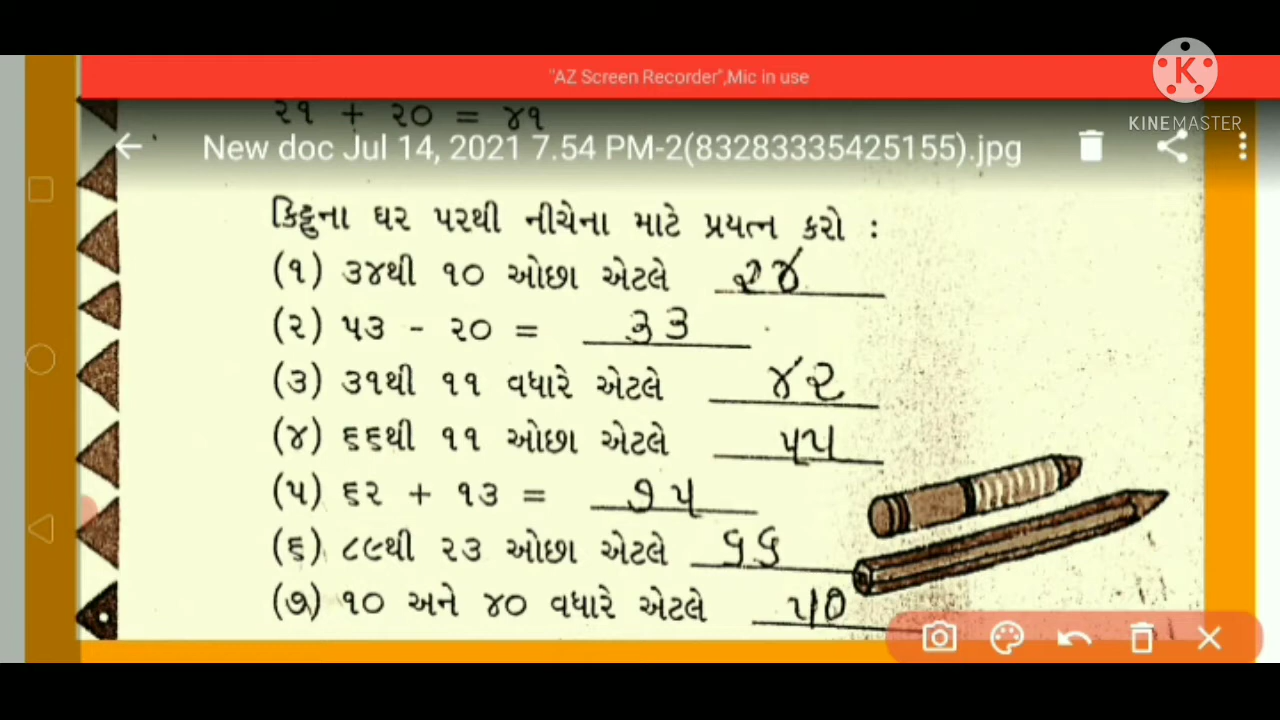 "AZ Screen Recorder",Mic in use
KINEMASTER
૨૧ + ૨૦ = ૪૧
New doc Jul 14, 2021 7.54 PM-2(83283335425155).jpg
કિટ્ટુના ઘર પરથી નીચેના માટે પ્રયત્ન કરો :
(૧) ૩૪થી ૧૦ ઓછા એટલે ૨૪
(૨) ૫૩ - ૨૦ = ૩૩
(૩) ૩૧થી ૧૧ વધારે એટલે ૪૨
(૪) ૬૬થી ૧૧ ઓછા એટલે ૫૫
(૫) ૬૨ + ૧૩ = ૭૫
(૬) ૮૯થી ૨૩ ઓછા એટલે ૬૬
(૭) ૧૦ અને ૪૦ વધારે એટલે ૫૦